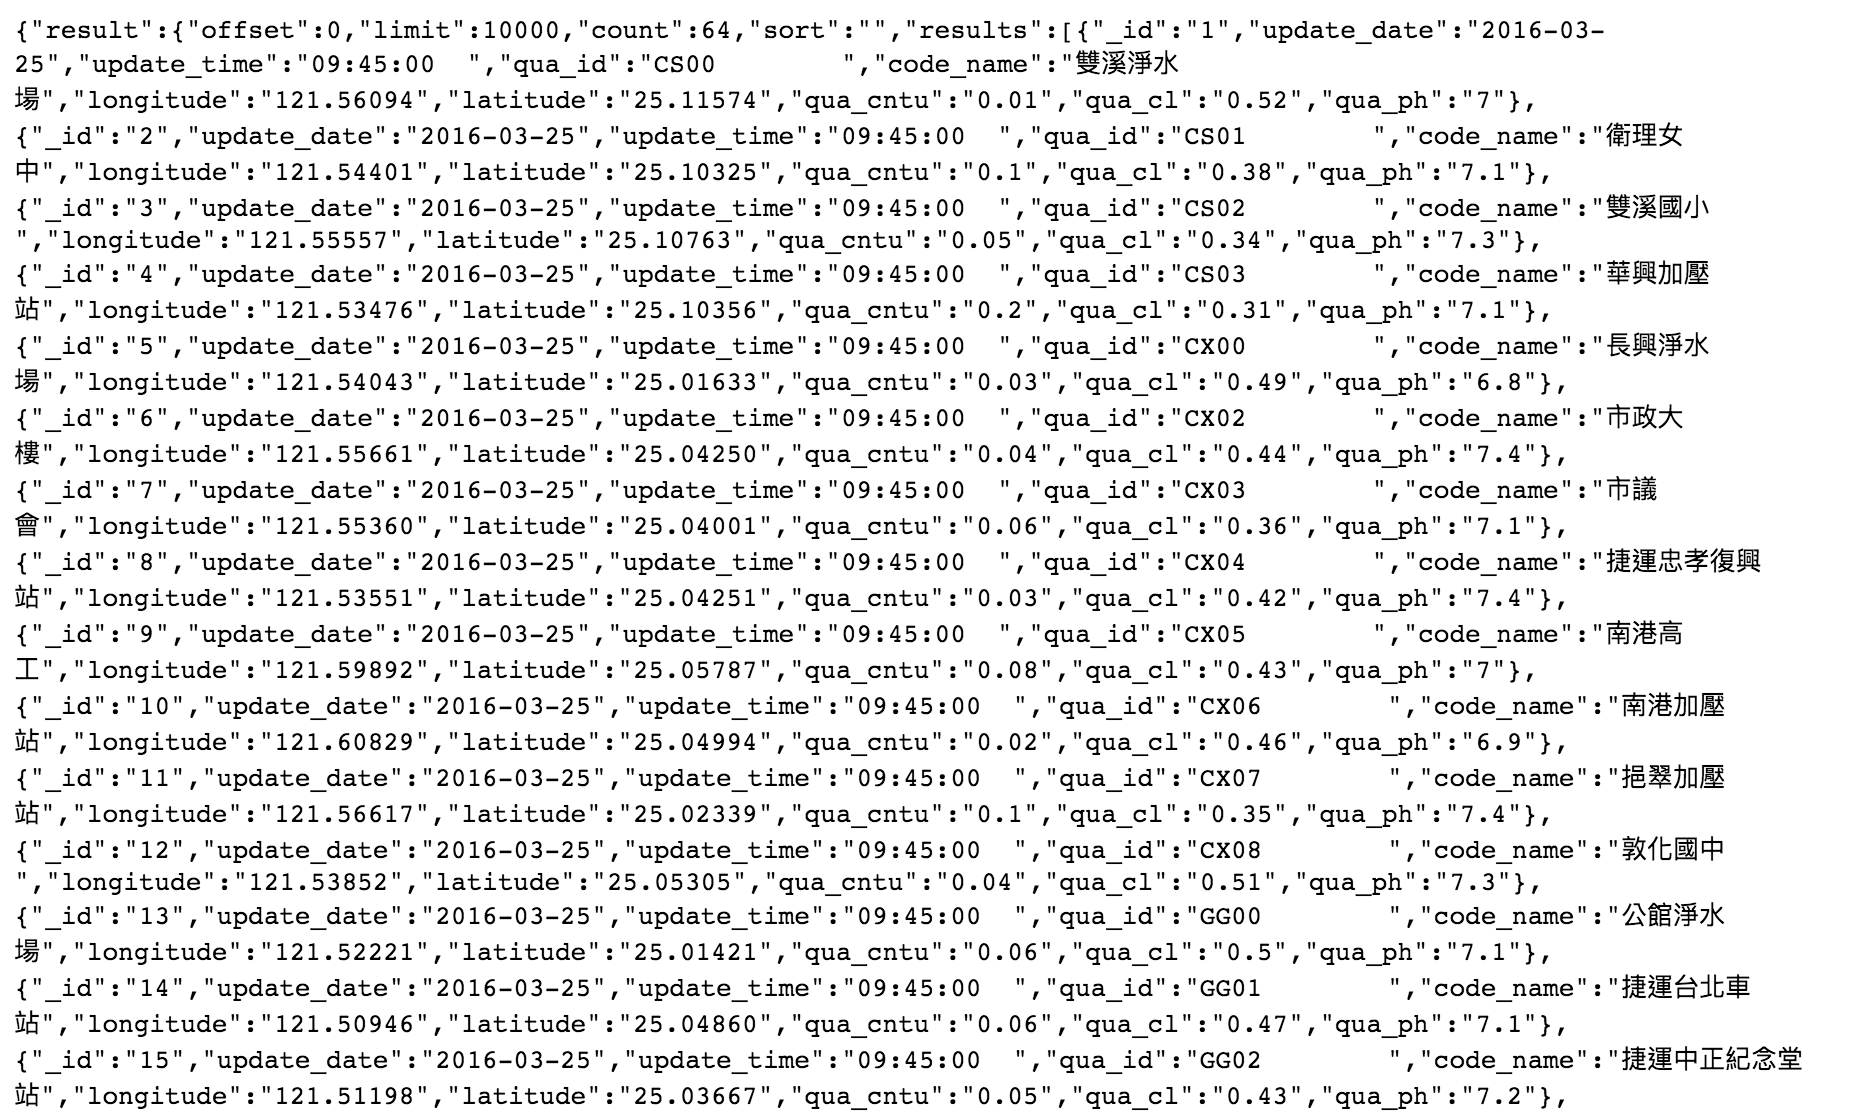 {"result":{"offset":0,"limit":10000,"count":64,"sort":"","results":[{"_id":"1","update_date":"2016-03-
25","update_time":"09:45:00  ","qua_id":"CS00        ","code_name":"雙溪淨水
場","longitude":"121.56094","latitude":"25.11574","qua_cntu":"0.01","qua_cl":"0.52","qua_ph":"7"},
{"_id":"2","update_date":"2016-03-25","update_time":"09:45:00  ","qua_id":"CS01        ","code_name":"衛理女
中","longitude":"121.54401","latitude":"25.10325","qua_cntu":"0.1","qua_cl":"0.38","qua_ph":"7.1"},
{"_id":"3","update_date":"2016-03-25","update_time":"09:45:00  ","qua_id":"CS02        ","code_name":"雙溪國小
","longitude":"121.55557","latitude":"25.10763","qua_cntu":"0.05","qua_cl":"0.34","qua_ph":"7.3"},
{"_id":"4","update_date":"2016-03-25","update_time":"09:45:00  ","qua_id":"CS03        ","code_name":"華興加壓
站","longitude":"121.53476","latitude":"25.10356","qua_cntu":"0.2","qua_cl":"0.31","qua_ph":"7.1"},
{"_id":"5","update_date":"2016-03-25","update_time":"09:45:00  ","qua_id":"CX00        ","code_name":"長興淨水
場","longitude":"121.54043","latitude":"25.01633","qua_cntu":"0.03","qua_cl":"0.49","qua_ph":"6.8"},
{"_id":"6","update_date":"2016-03-25","update_time":"09:45:00  ","qua_id":"CX02        ","code_name":"市政大
樓","longitude":"121.55661","latitude":"25.04250","qua_cntu":"0.04","qua_cl":"0.44","qua_ph":"7.4"},
{"_id":"7","update_date":"2016-03-25","update_time":"09:45:00  ","qua_id":"CX03        ","code_name":"市議
會","longitude":"121.55360","latitude":"25.04001","qua_cntu":"0.06","qua_cl":"0.36","qua_ph":"7.1"},
{"_id":"8","update_date":"2016-03-25","update_time":"09:45:00  ","qua_id":"CX04        ","code_name":"捷運忠孝復興
站","longitude":"121.53551","latitude":"25.04251","qua_cntu":"0.03","qua_cl":"0.42","qua_ph":"7.4"},
{"_id":"9","update_date":"2016-03-25","update_time":"09:45:00  ","qua_id":"CX05        ","code_name":"南港高
工","longitude":"121.59892","latitude":"25.05787","qua_cntu":"0.08","qua_cl":"0.43","qua_ph":"7"},
{"_id":"10","update_date":"2016-03-25","update_time":"09:45:00  ","qua_id":"CX06        ","code_name":"南港加壓
站","longitude":"121.60829","latitude":"25.04994","qua_cntu":"0.02","qua_cl":"0.46","qua_ph":"6.9"},
{"_id":"11","update_date":"2016-03-25","update_time":"09:45:00  ","qua_id":"CX07        ","code_name":"挹翠加壓
站","longitude":"121.56617","latitude":"25.02339","qua_cntu":"0.1","qua_cl":"0.35","qua_ph":"7.4"},
{"_id":"12","update_date":"2016-03-25","update_time":"09:45:00  ","qua_id":"CX08        ","code_name":"敦化國中
","longitude":"121.53852","latitude":"25.05305","qua_cntu":"0.04","qua_cl":"0.51","qua_ph":"7.3"},
{"_id":"13","update_date":"2016-03-25","update_time":"09:45:00  ","qua_id":"GG00        ","code_name":"公館淨水
場","longitude":"121.52221","latitude":"25.01421","qua_cntu":"0.06","qua_cl":"0.5","qua_ph":"7.1"},
{"_id":"14","update_date":"2016-03-25","update_time":"09:45:00  ","qua_id":"GG01        ","code_name":"捷運台北車
站","longitude":"121.50946","latitude":"25.04860","qua_cntu":"0.06","qua_cl":"0.47","qua_ph":"7.1"},
{"_id":"15","update_date":"2016-03-25","update_time":"09:45:00  ","qua_id":"GG02        ","code_name":"捷運中正紀念堂
站","longitude":"121.51198","latitude":"25.03667","qua_cntu":"0.05","qua_cl":"0.43","qua_ph":"7.2"},